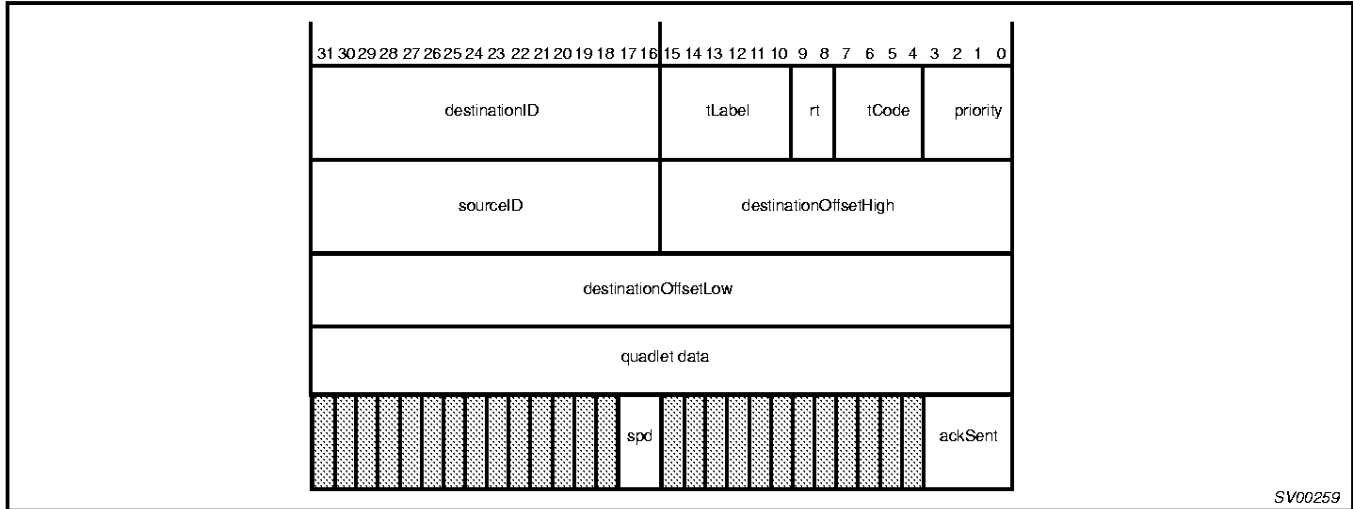 31 30 29 28 27 26 25 24 23 22 21 20 19 18 17 16 15 14 13 12 11 10 9 8 7 6 5 4 3 2 1 0
destinationID tLabel rt tCode priority
sourceID destinationOffsetHigh
destinationOffsetLow
quadlet data
spd ackSent
SV00259